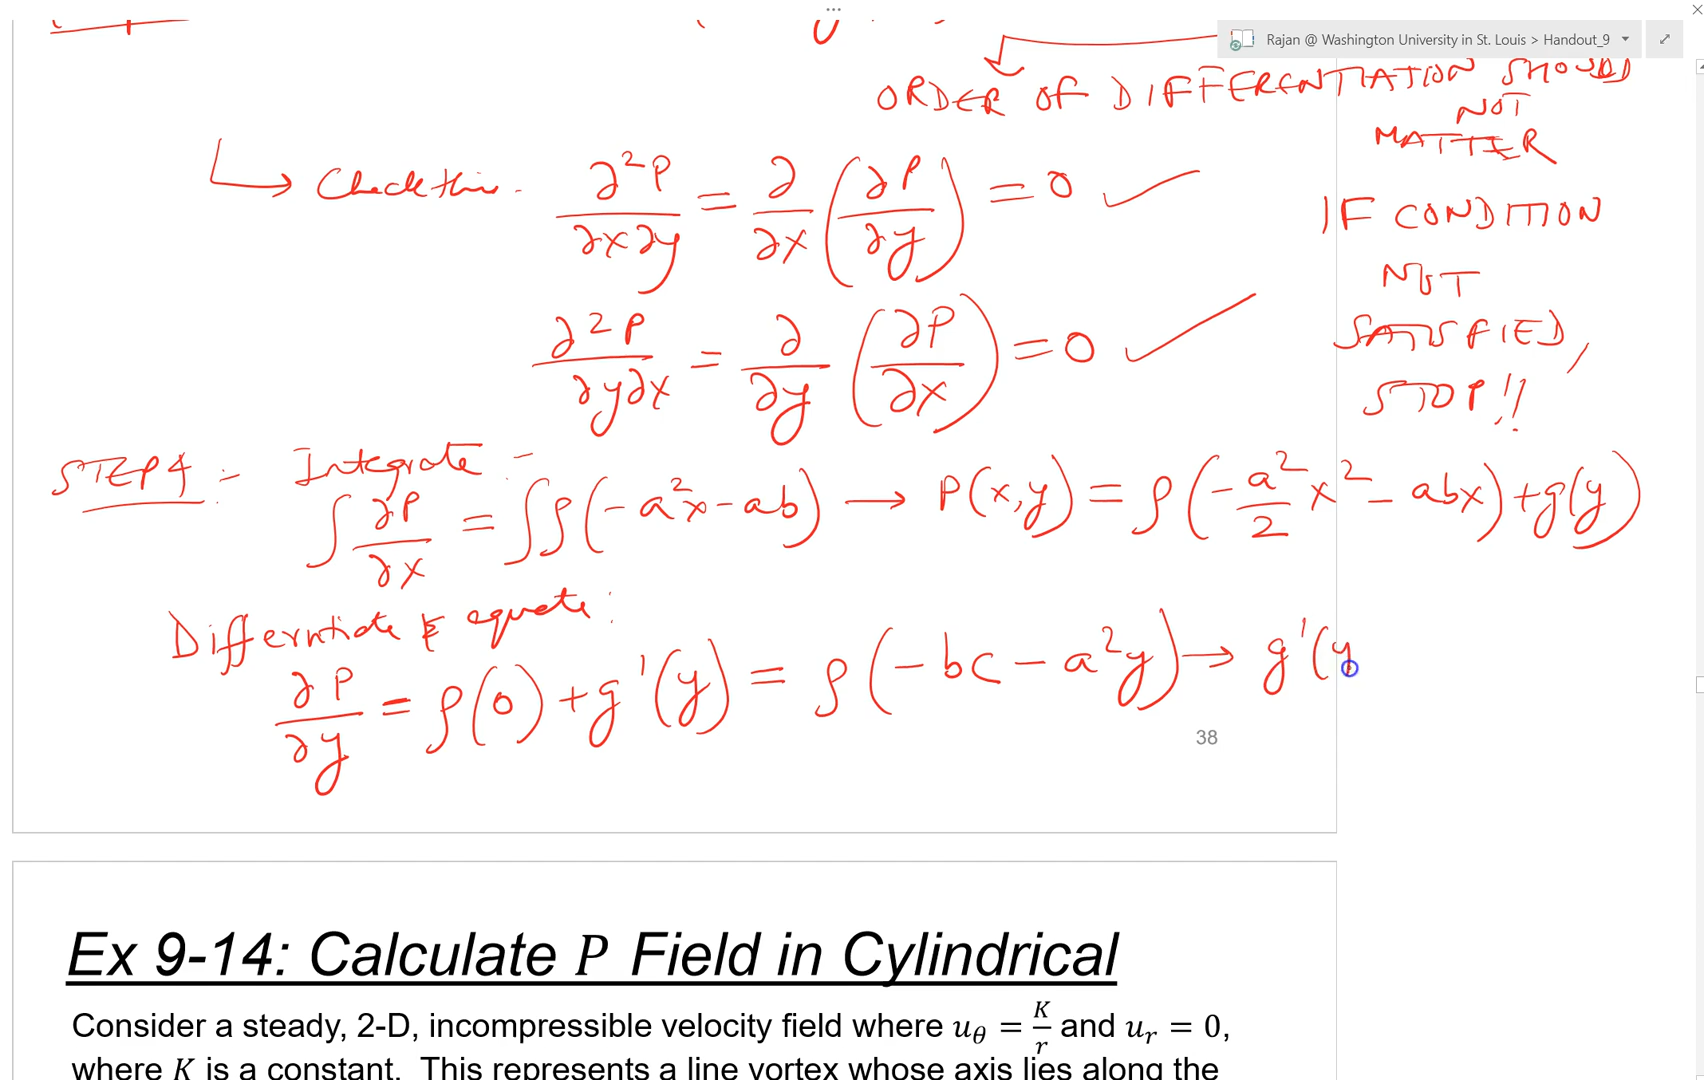 Rajan @ Washington University in St. Louis > Handout_9
ORDER OF DIFFERENTIATION SHOULD
NOT
MATTER
Check this. ∂²P/∂x∂y = ∂/∂x (∂P/∂y) = 0 ✓
IF CONDITION
NOT
SATISFIED,
STOP!!
∂²P/∂y∂x = ∂/∂y (∂P/∂x) = 0 ✓
STEP 4 :- Integrate -
∫ ∂P/∂x = ∫ρ(-a²x - ab) → P(x,y) = ρ(-a²/2 x² - abx) + g(y)
Differntiate & equate :
∂P/∂y = ρ(0) + g'(y) = ρ(-bc - a²y) → g'(y
38
Ex 9-14: Calculate P Field in Cylindrical
Consider a steady, 2-D, incompressible velocity field where u_θ = K/r and u_r = 0,
where K is a constant. This represents a line vortex whose axis lies along the